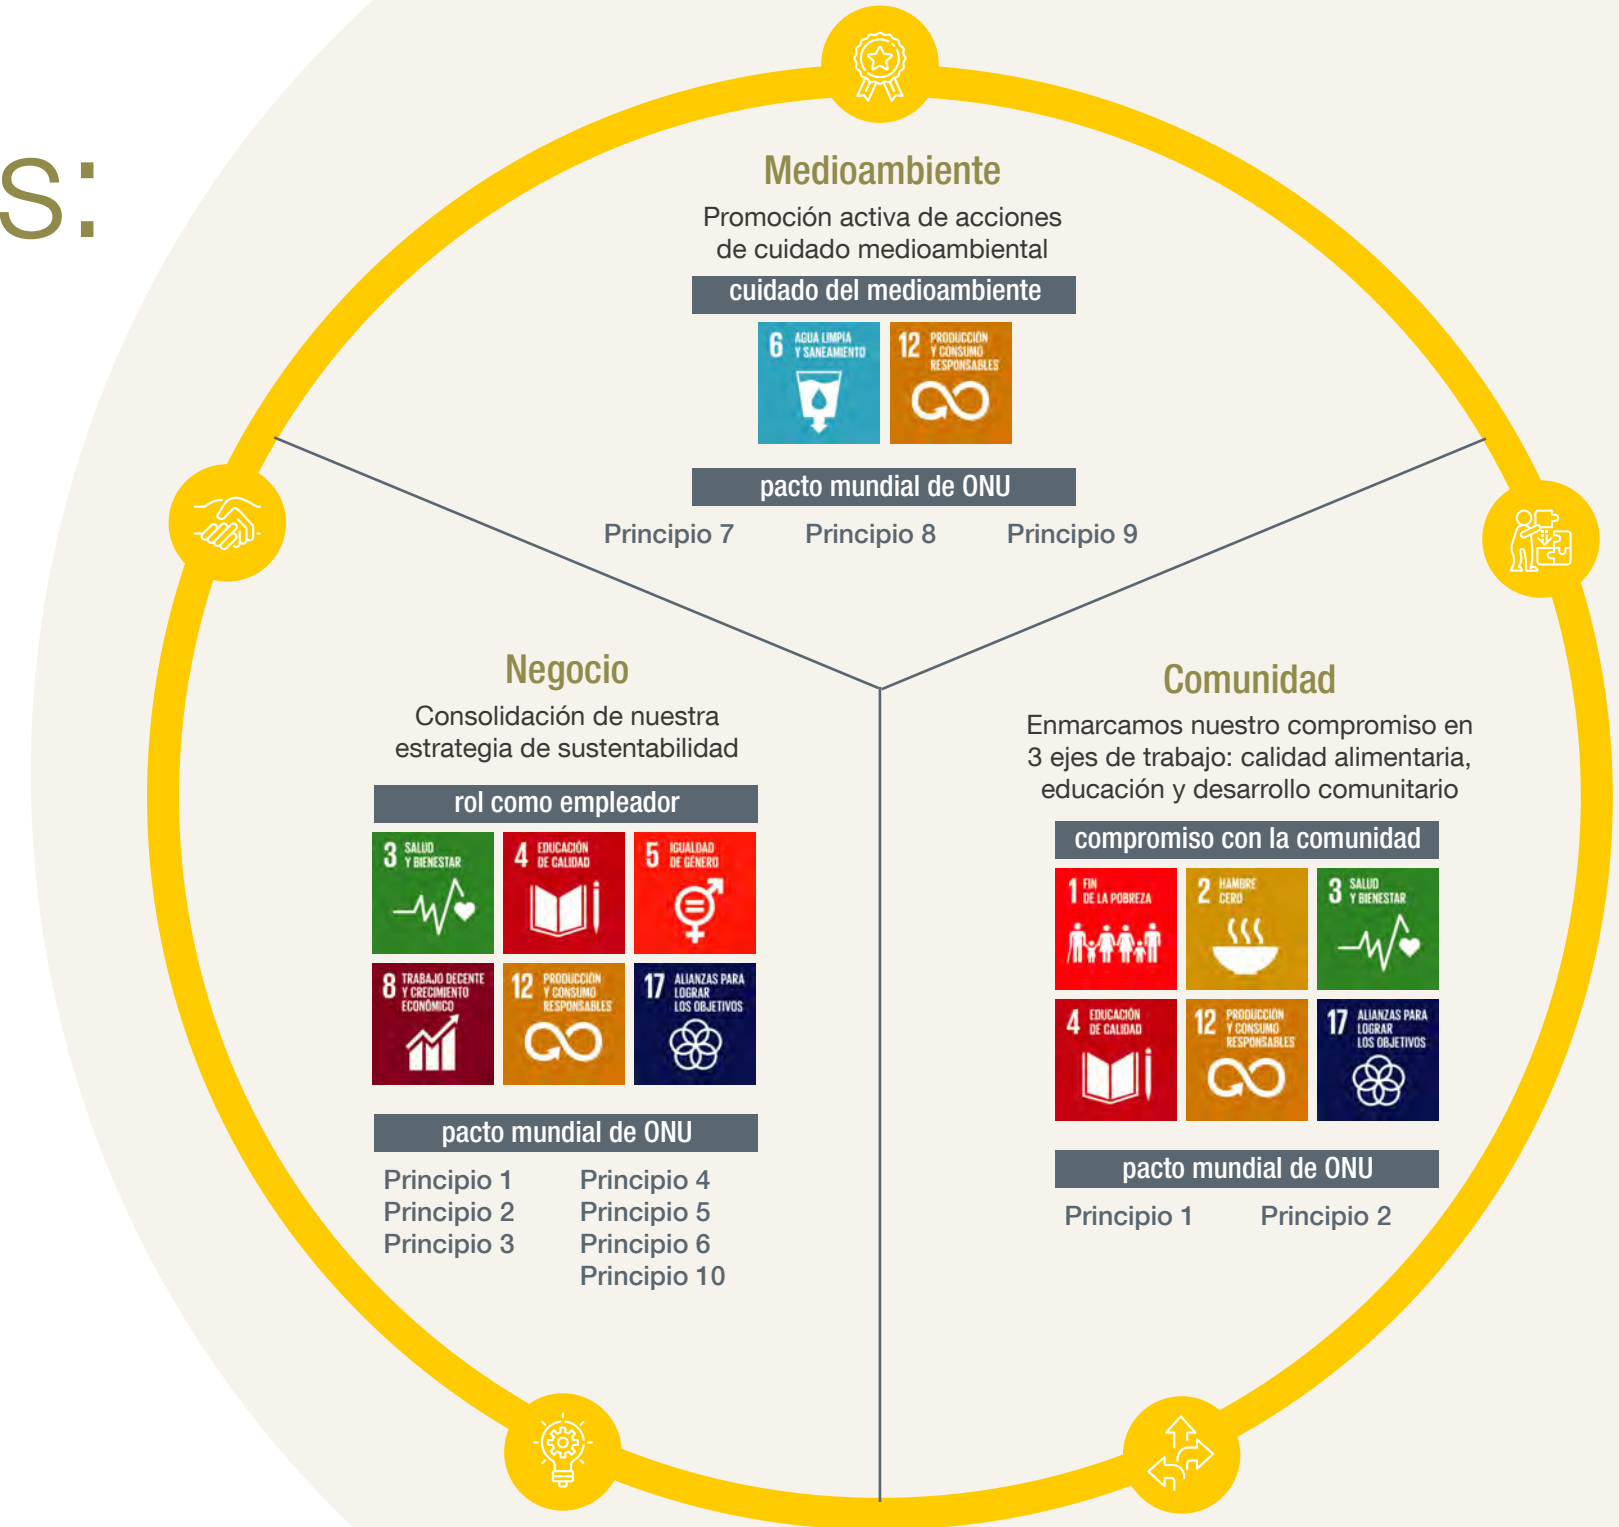 s:
Medioambiente
Promoción activa de acciones
de cuidado medioambiental
cuidado del medioambiente
6 AGUA LIMPIA
Y SANEAMIENTO
12 PRODUCCIÓN
Y CONSUMO
RESPONSABLES
pacto mundial de ONU
Principio 7 Principio 8 Principio 9
Negocio
Consolidación de nuestra
estrategia de sustentabilidad
rol como empleador
3 SALUD
Y BIENESTAR
4 EDUCACIÓN
DE CALIDAD
5 IGUALDAD
DE GÉNERO
8 TRABAJO DECENTE
Y CRECIMIENTO
ECONÓMICO
12 PRODUCCIÓN
Y CONSUMO
RESPONSABLES
17 ALIANZAS PARA
LOGRAR
LOS OBJETIVOS
pacto mundial de ONU
Principio 1 Principio 4
Principio 2 Principio 5
Principio 3 Principio 6
Principio 10
Comunidad
Enmarcamos nuestro compromiso en
3 ejes de trabajo: calidad alimentaria,
educación y desarrollo comunitario
compromiso con la comunidad
1 FIN
DE LA POBREZA
2 HAMBRE
CERO
3 SALUD
Y BIENESTAR
4 EDUCACIÓN
DE CALIDAD
12 PRODUCCIÓN
Y CONSUMO
RESPONSABLES
17 ALIANZAS PARA
LOGRAR
LOS OBJETIVOS
pacto mundial de ONU
Principio 1 Principio 2